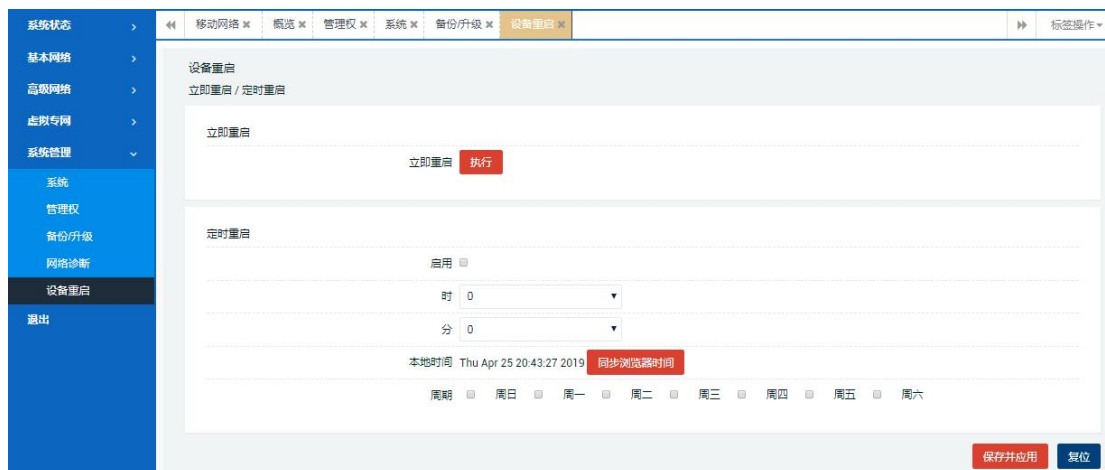 系统状态
基本网络
高级网络
虚拟专网
系统管理
系统
管理权
备份/升级
网络诊断
设备重启
退出
移动网络 概览 管理权 系统 备份/升级 设备重启 标签操作
设备重启
立即重启 / 定时重启
立即重启
立即重启 执行
定时重启
启用
时 0
分 0
本地时间 Thu Apr 25 20:43:27 2019 同步浏览器时间
周期 周日 周一 周二 周三 周四 周五 周六
保存并应用 复位